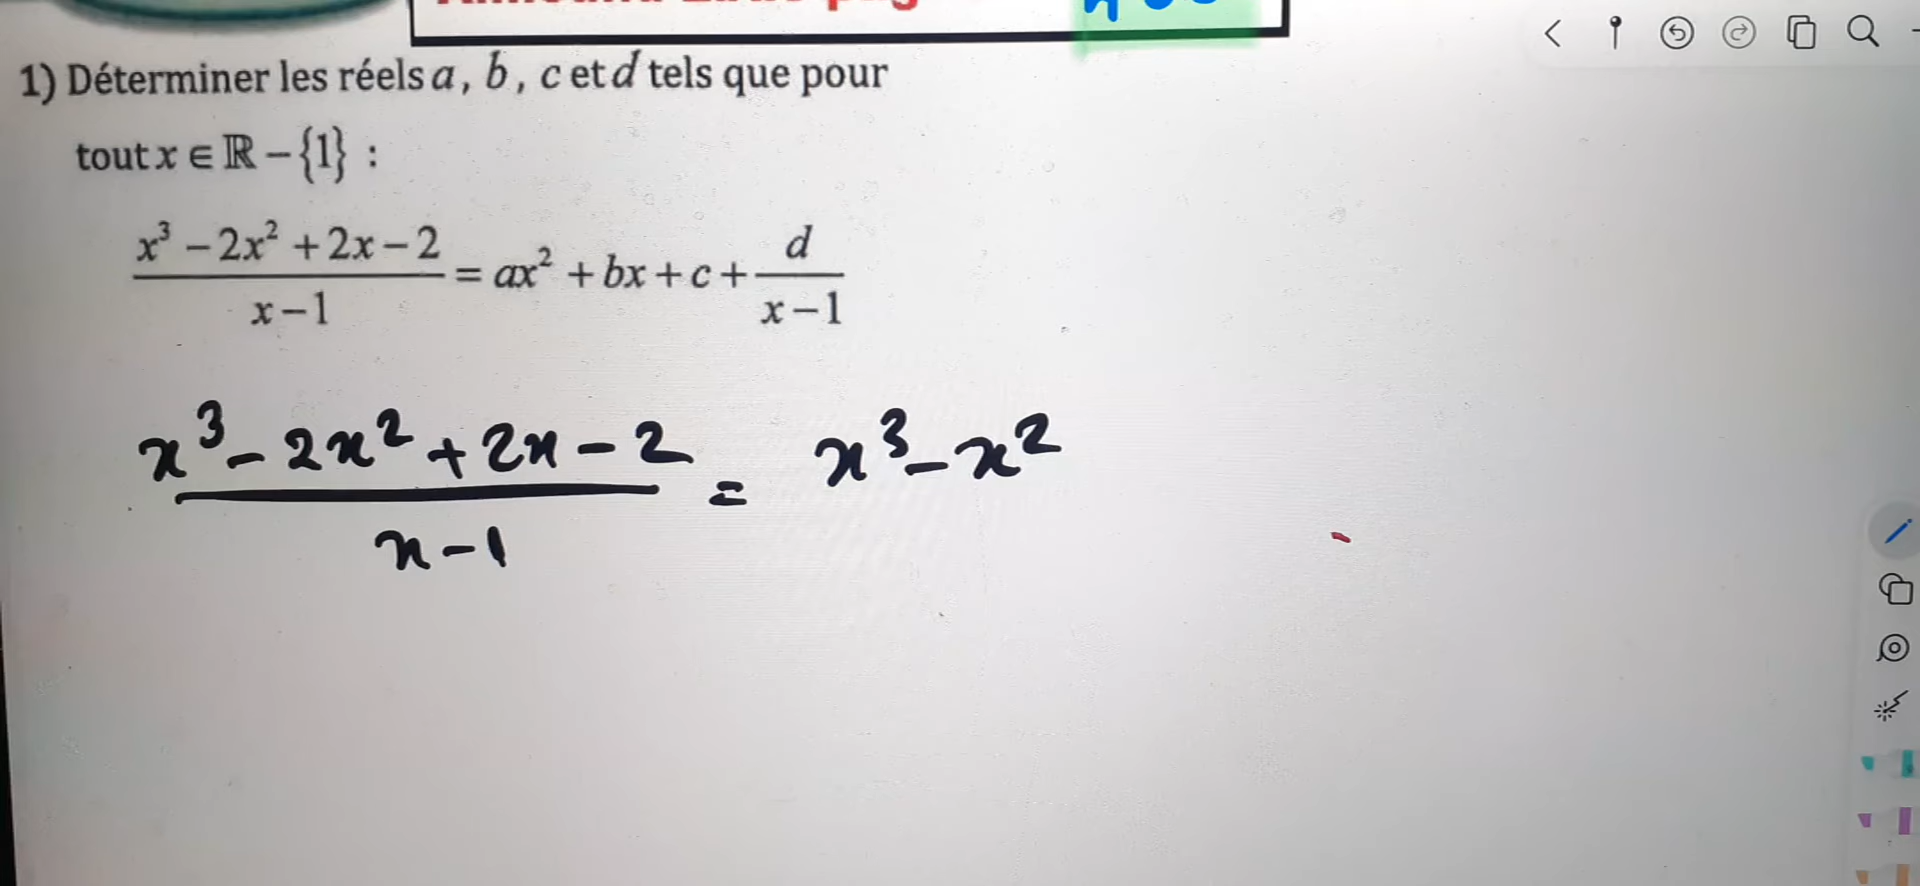 1) Déterminer les réels a, b, c et d tels que pour
tout x ∈ ℝ − {1} :
x³ − 2x² + 2x − 2 / x − 1 = ax² + bx + c + d / x − 1
x³ − 2x² + 2x − 2 / x − 1 = x³ − x²